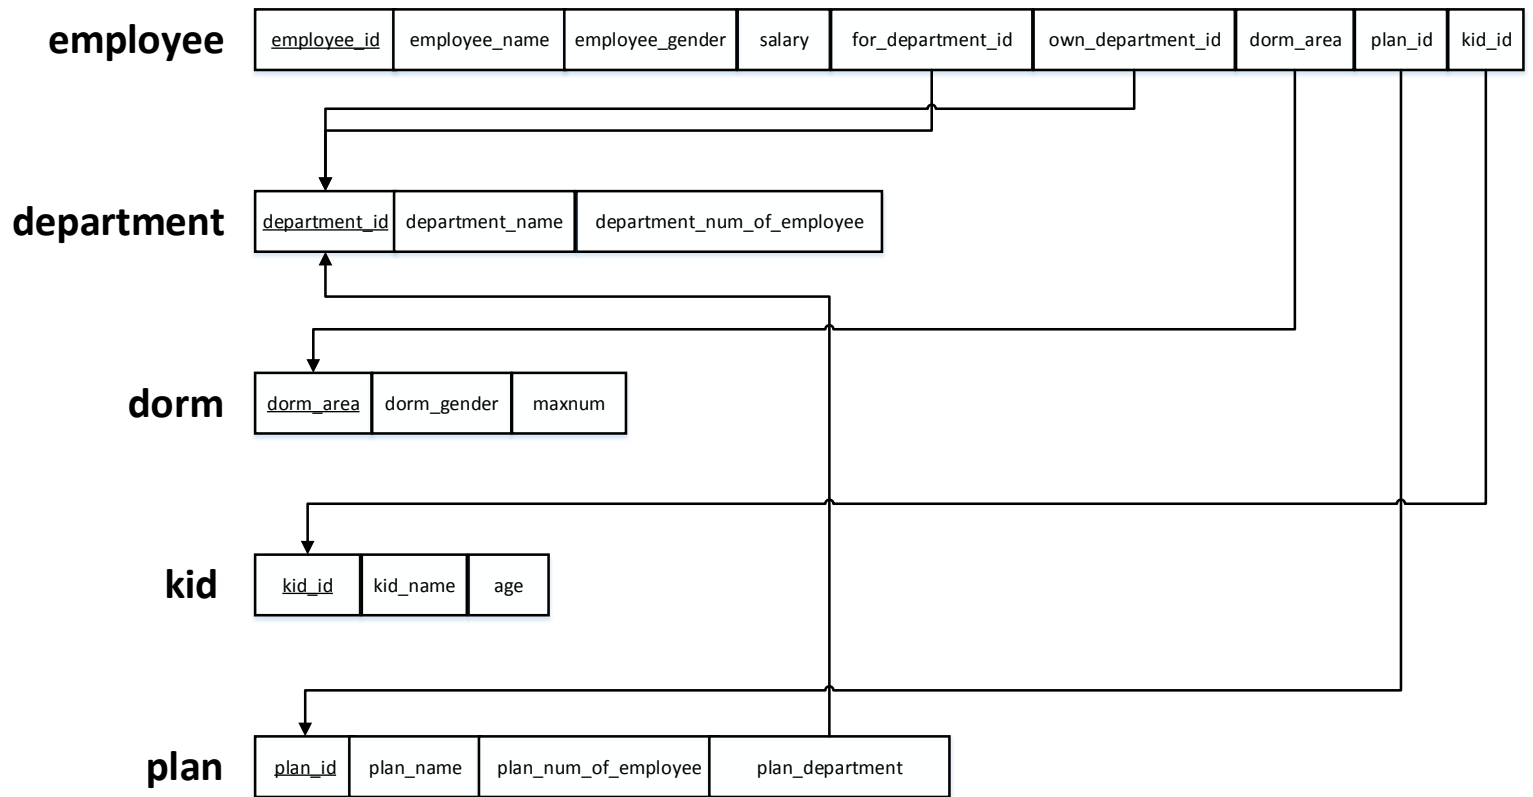 employee employee_id employee_name employee_gender salary for_department_id own_department_id dorm_area plan_id kid_id
department department_id department_name department_num_of_employee
dorm dorm_area dorm_gender maxnum
kid kid_id kid_name age
plan plan_id plan_name plan_num_of_employee plan_department